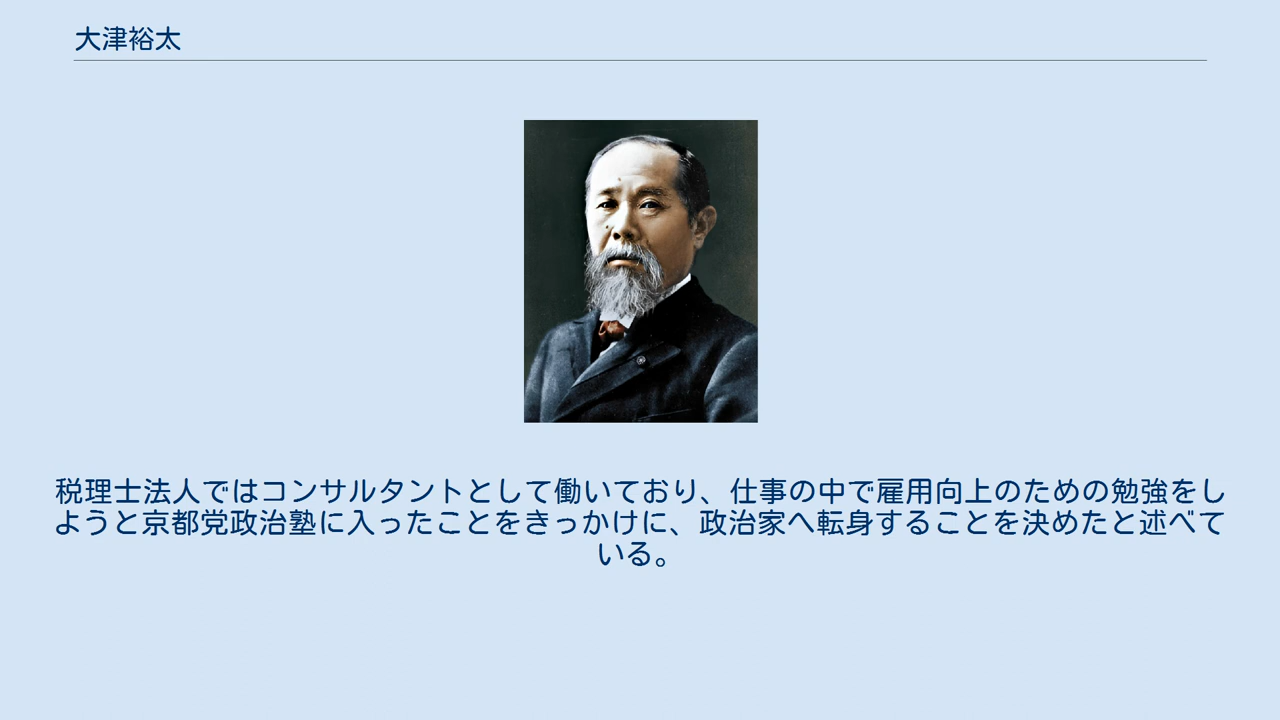 大津裕太
税理士法人ではコンサルタントとして働いており、仕事の中で雇用向上のための勉強をし
ようと京都党政治塾に入ったことをきっかけに、政治家へ転身することを決めたと述べて
いる。